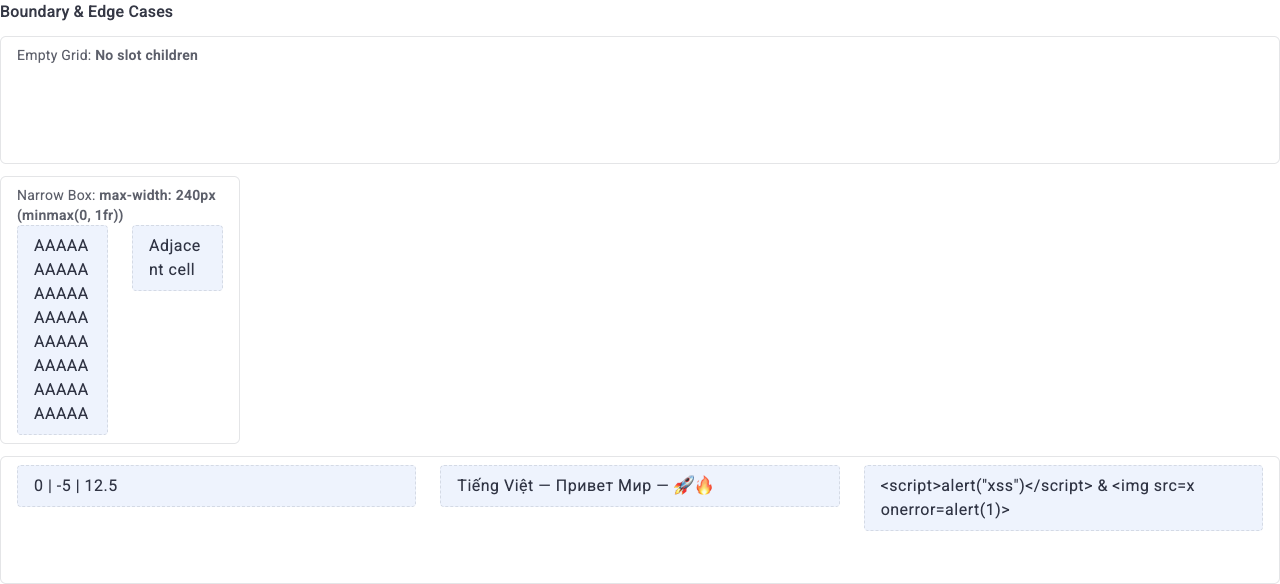 Boundary & Edge Cases
Empty Grid: No slot children
Narrow Box: max-width: 240px
(minmax(0, 1fr))
AAAAA
AAAAA
AAAAA
AAAAA
AAAAA
AAAAA
AAAAA
AAAAA
Adjace
nt cell
0 | -5 | 12.5
Tiếng Việt — Привет Мир — 🚀🔥
<script>alert("xss")</script> & <img src=x
onerror=alert(1)>